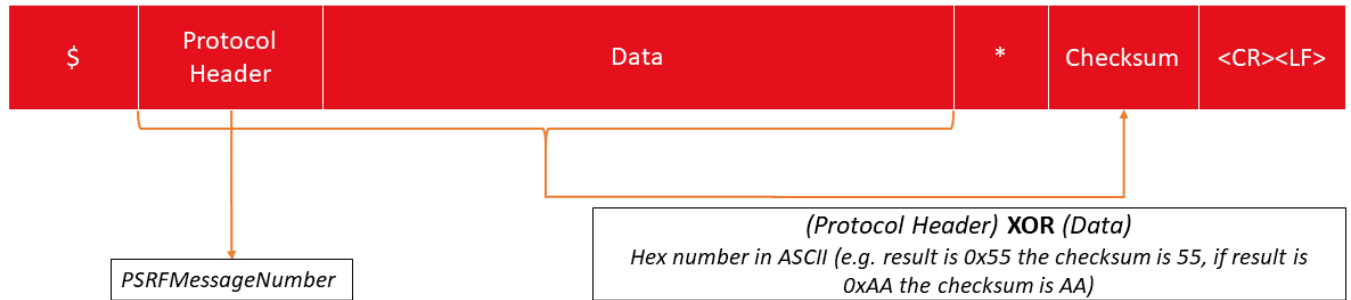 $
Protocol
Header
Data
*
Checksum
<CR><LF>
(Protocol Header) XOR (Data)
Hex number in ASCII (e.g. result is 0x55 the checksum is 55, if result is
0xAA the checksum is AA)
PSRFMessageNumber